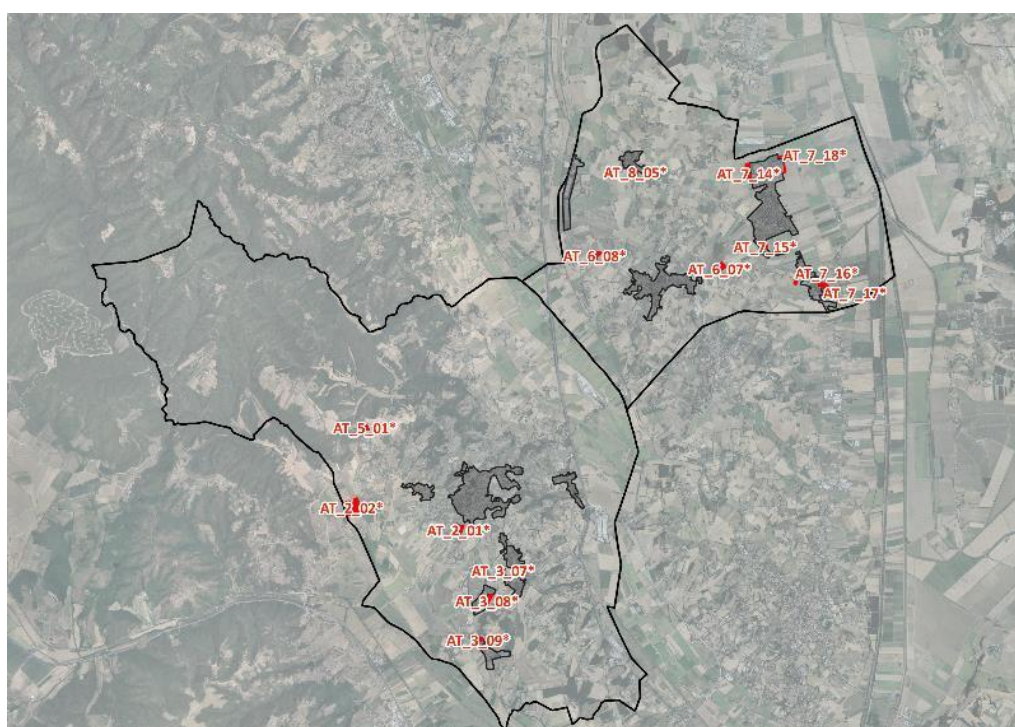 AT_7_18*
AT_8_05*
AT_7_14*
AT_7_15*
AT_6_08*
AT_6_07*
AT_7_16*
AT_7_17*
AT_5_01*
AT_2_02*
AT_2_01*
AT_3_07*
AT_3_08*
AT_3_09*